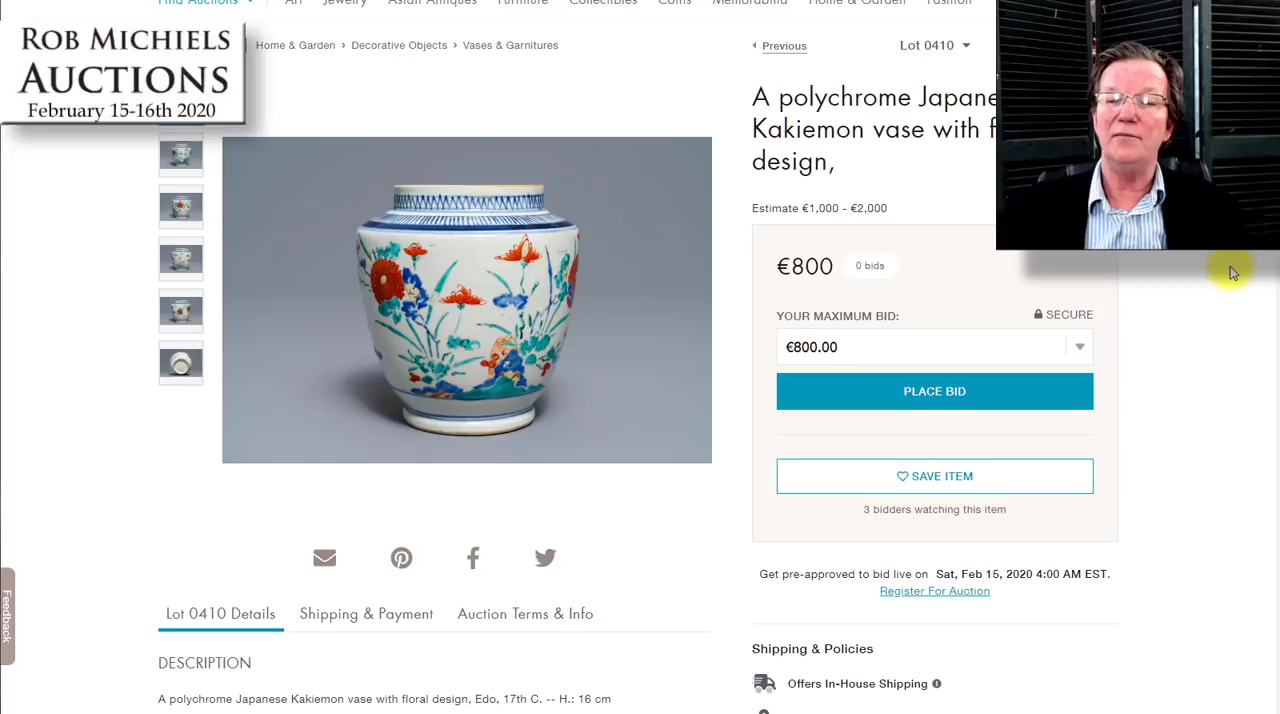 Find Auctions
Art
Jewelry
Asian Antiques
Furniture
Collectibles
Coins
Memorabilia
Home & Garden
Fashion
ROB MICHIELS
AUCTIONS
February 15-16th 2020
Home & Garden › Decorative Objects › Vases & Garnitures
Previous
Lot 0410
A polychrome Japane
Kakiemon vase with f
design,
Estimate €1,000 - €2,000
€800
0 bids
YOUR MAXIMUM BID:
SECURE
€800.00
PLACE BID
SAVE ITEM
3 bidders watching this item
Get pre-approved to bid live on Sat, Feb 15, 2020 4:00 AM EST.
Register For Auction
Feedback
Lot 0410 Details
Shipping & Payment
Auction Terms & Info
DESCRIPTION
A polychrome Japanese Kakiemon vase with floral design, Edo, 17th C. -- H.: 16 cm
Shipping & Policies
Offers In-House Shipping